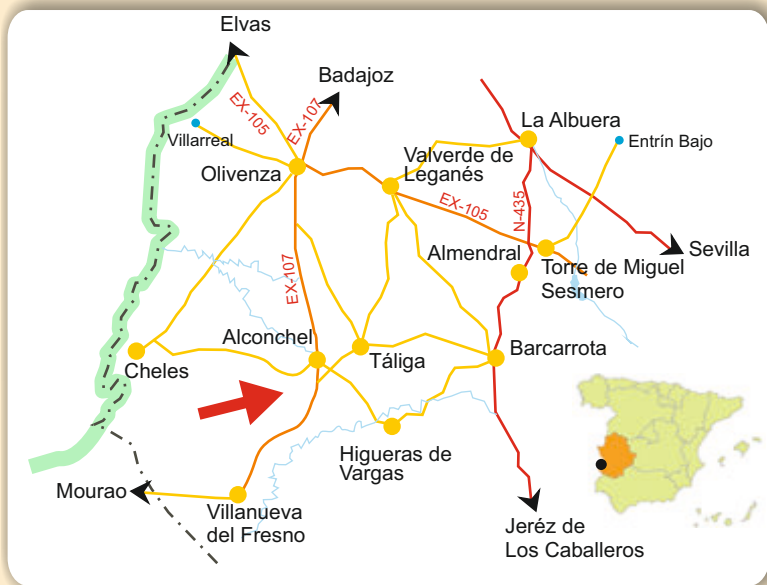 Elvas
Badajoz
EX-105
EX-107
Villarreal
Olivenza
Valverde de
Leganés
La Albuera
Entrín Bajo
EX-105
N-435
Almendral
Sevilla
Torre de Miguel
Sesmero
EX-107
Alconchel
Táliga
Barcarrota
Cheles
Higueras de
Vargas
Mourao
Villanueva
del Fresno
Jeréz de
Los Caballeros